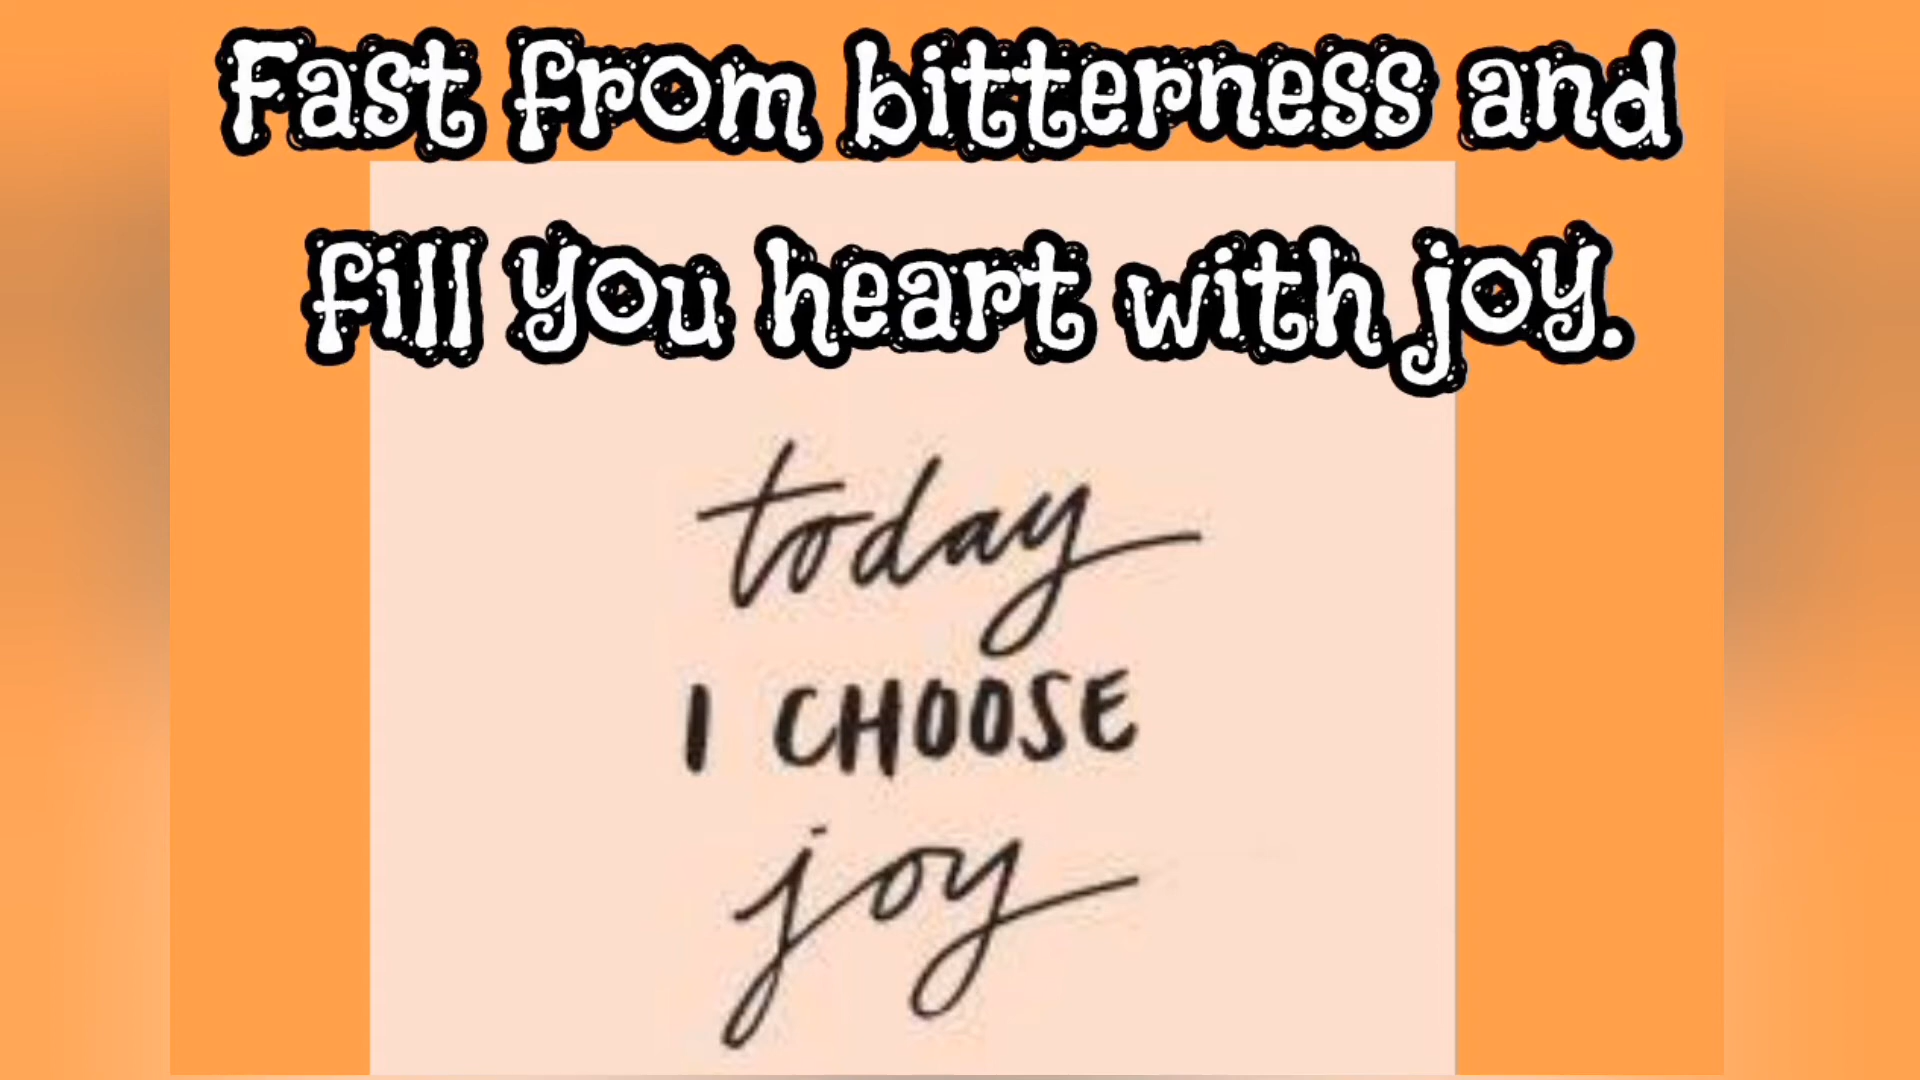 Fast from bitterness and
fill you heart with joy.
today
I CHOOSE
joy